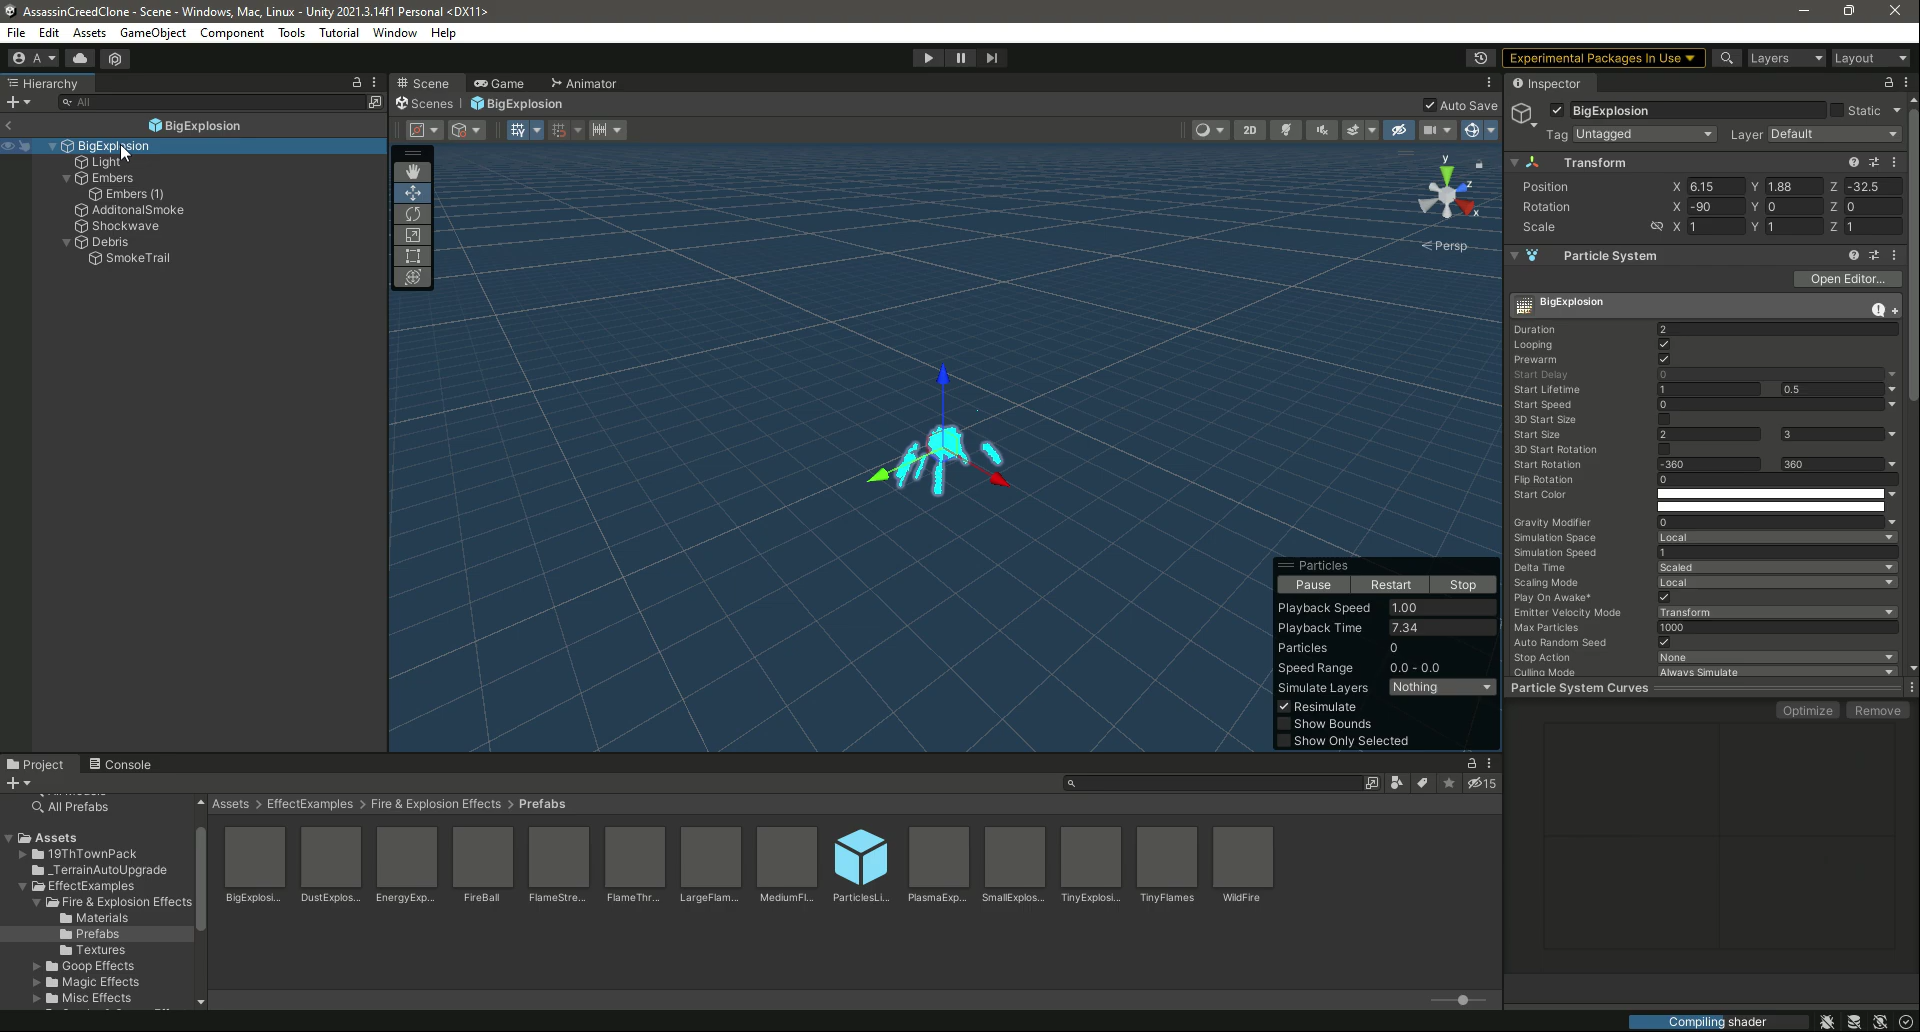 AssassinCreedClone - Scene - Windows, Mac, Linux - Unity 2021.3.14f1 Personal <DX11>
File Edit Assets GameObject Component Tools Tutorial Window Help
A Experimental Packages In Use Layers Layout
Hierarchy
All
BigExplosion
BigExplosion
Light
Embers
Embers (1)
AdditonalSmoke
Shockwave
Debris
SmokeTrail
Scene Game Animator
Scenes | BigExplosion Auto Save
2D
y
z
x
Persp
Particles
Pause Restart Stop
Playback Speed 1.00
Playback Time 7.34
Particles 0
Speed Range 0.0 - 0.0
Simulate Layers Nothing
Resimulate
Show Bounds
Show Only Selected
Inspector
BigExplosion Static
Tag Untagged Layer Default
Transform
Position X 6.15 Y 1.88 Z -32.5
Rotation X -90 Y 0 Z 0
Scale X 1 Y 1 Z 1
Particle System
Open Editor...
BigExplosion
Duration 2
Looping
Prewarm
Start Delay 0
Start Lifetime 1 0.5
Start Speed 0
3D Start Size
Start Size 2 3
3D Start Rotation
Start Rotation -360 360
Flip Rotation 0
Start Color
Gravity Modifier 0
Simulation Space Local
Simulation Speed 1
Delta Time Scaled
Scaling Mode Local
Play On Awake*
Emitter Velocity Mode Transform
Max Particles 1000
Auto Random Seed
Stop Action None
Culling Mode Always Simulate
Particle System Curves
Optimize Remove
Project Console
15
All Prefabs
Assets
19ThTownPack
_TerrainAutoUpgrade
EffectExamples
Fire & Explosion Effects
Materials
Prefabs
Textures
Goop Effects
Magic Effects
Misc Effects
Assets > EffectExamples > Fire & Explosion Effects > Prefabs
BigExplosi... DustExplos... EnergyExp... FireBall FlameStre... FlameThr... LargeFlam... MediumFl... ParticlesLi... PlasmaExp... SmallExplos... TinyExplosi... TinyFlames WildFire
Compiling shader